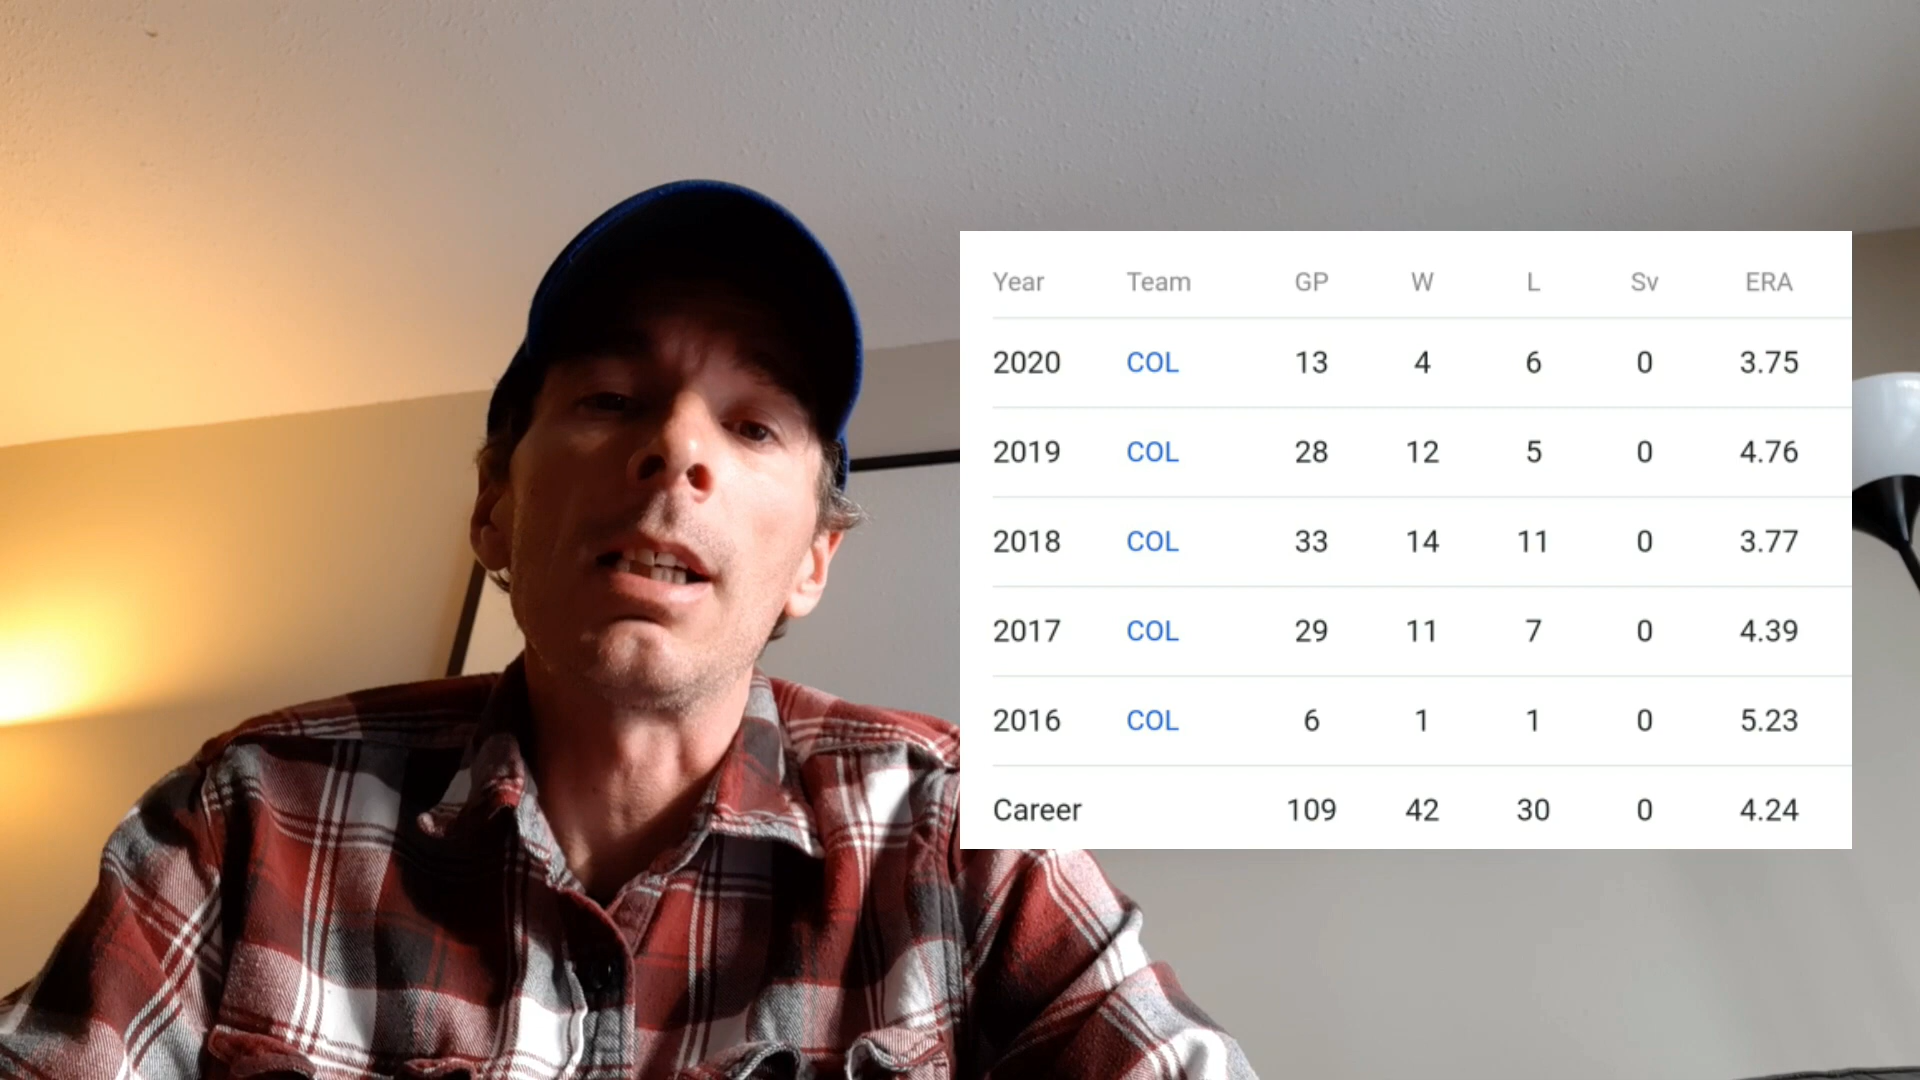 Year Team GP W L Sv ERA
2020 COL 13 4 6 0 3.75
2019 COL 28 12 5 0 4.76
2018 COL 33 14 11 0 3.77
2017 COL 29 11 7 0 4.39
2016 COL 6 1 1 0 5.23
Career 109 42 30 0 4.24